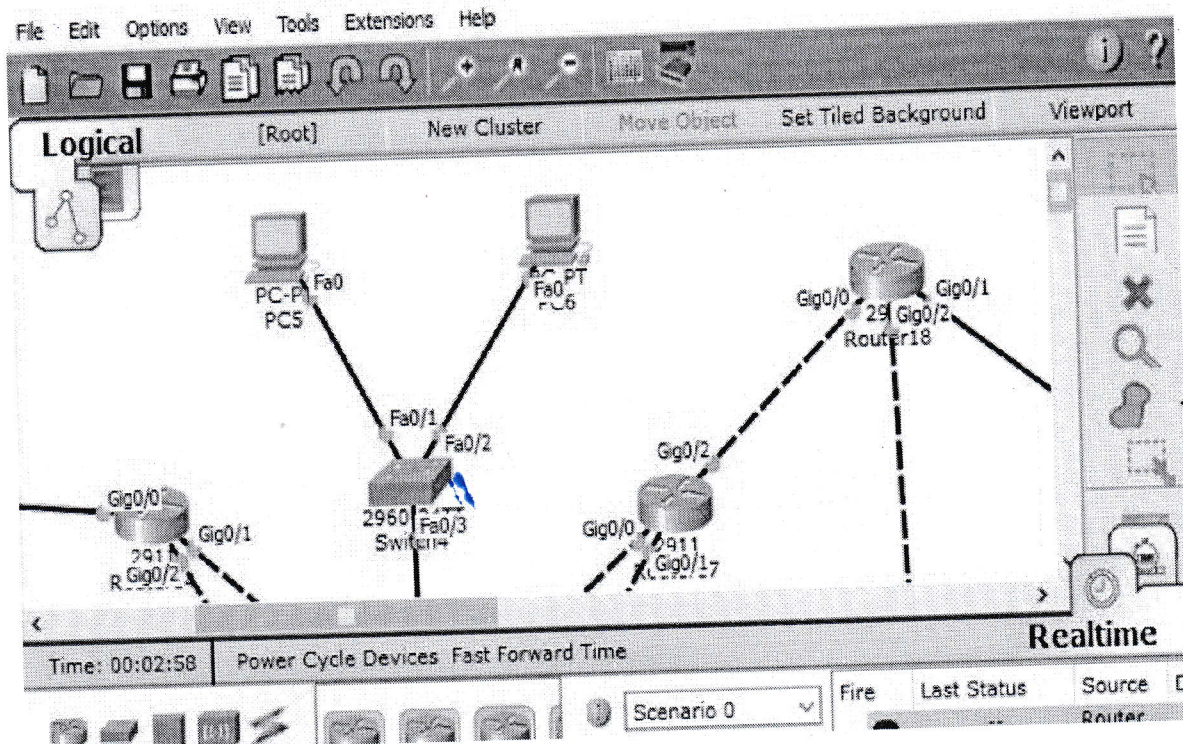 File Edit Options View Tools Extensions Help
i ?
Logical [Root] New Cluster Move Object Set Tiled Background Viewport
Fa0
PC5
Fa0
Gig0/0
Gig0/1
Gig0/2
Router18
Fa0/1
Fa0/2
Gig0/2
Gig0/0
Gig0/1
2960
Fa0/3
Gig0/0
2911
Gig0/1
Gig0/2
Time: 00:02:58 Power Cycle Devices Fast Forward Time Realtime
Scenario 0
Fire Last Status Source
Router